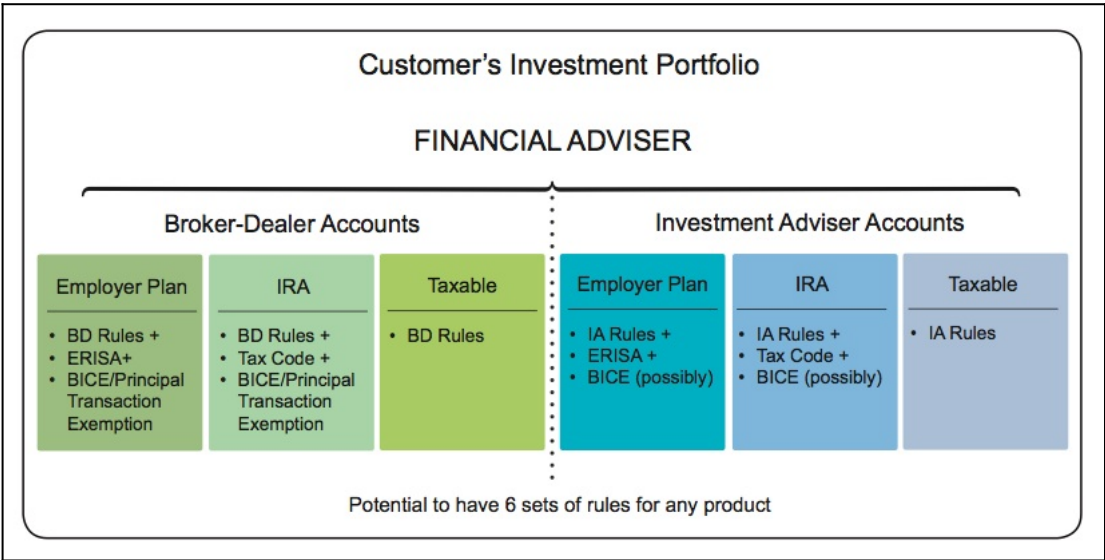 Customer's Investment Portfolio
FINANCIAL ADVISER
Broker-Dealer Accounts
Employer Plan
• BD Rules +
• ERISA+
• BICE/Principal
Transaction
Exemption
IRA
• BD Rules +
• Tax Code +
• BICE/Principal
Transaction
Exemption
Taxable
• BD Rules
Investment Adviser Accounts
Employer Plan
• IA Rules +
• ERISA +
• BICE (possibly)
IRA
• IA Rules +
• Tax Code +
• BICE (possibly)
Taxable
• IA Rules
Potential to have 6 sets of rules for any product